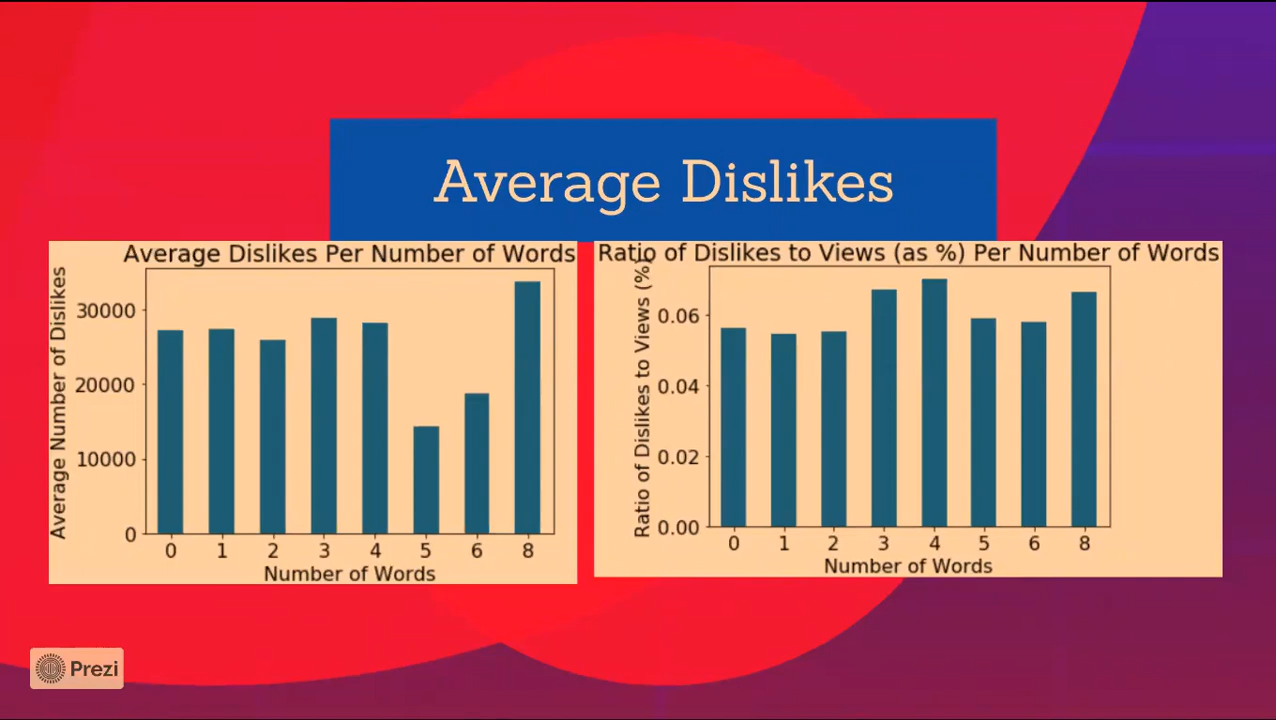 Average Dislikes
Average Dislikes Per Number of Words
Average Number of Dislikes
30000
20000
10000
0
0 1 2 3 4 5 6 8
Number of Words
Ratio of Dislikes to Views (as %) Per Number of Words
Ratio of Dislikes to Views (%)
0.06
0.04
0.02
0.00
0 1 2 3 4 5 6 8
Number of Words
Prezi